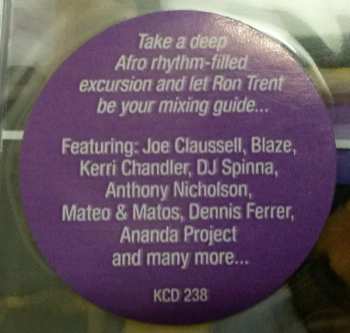 Take a deep
Afro rhythm-filled
excursion and let Ron Trent
be your mixing guide...
Featuring: Joe Claussell, Blaze,
Kerri Chandler, DJ Spinna,
Anthony Nicholson,
Mateo & Matos, Dennis Ferrer,
Ananda Project
and many more...
KCD 238